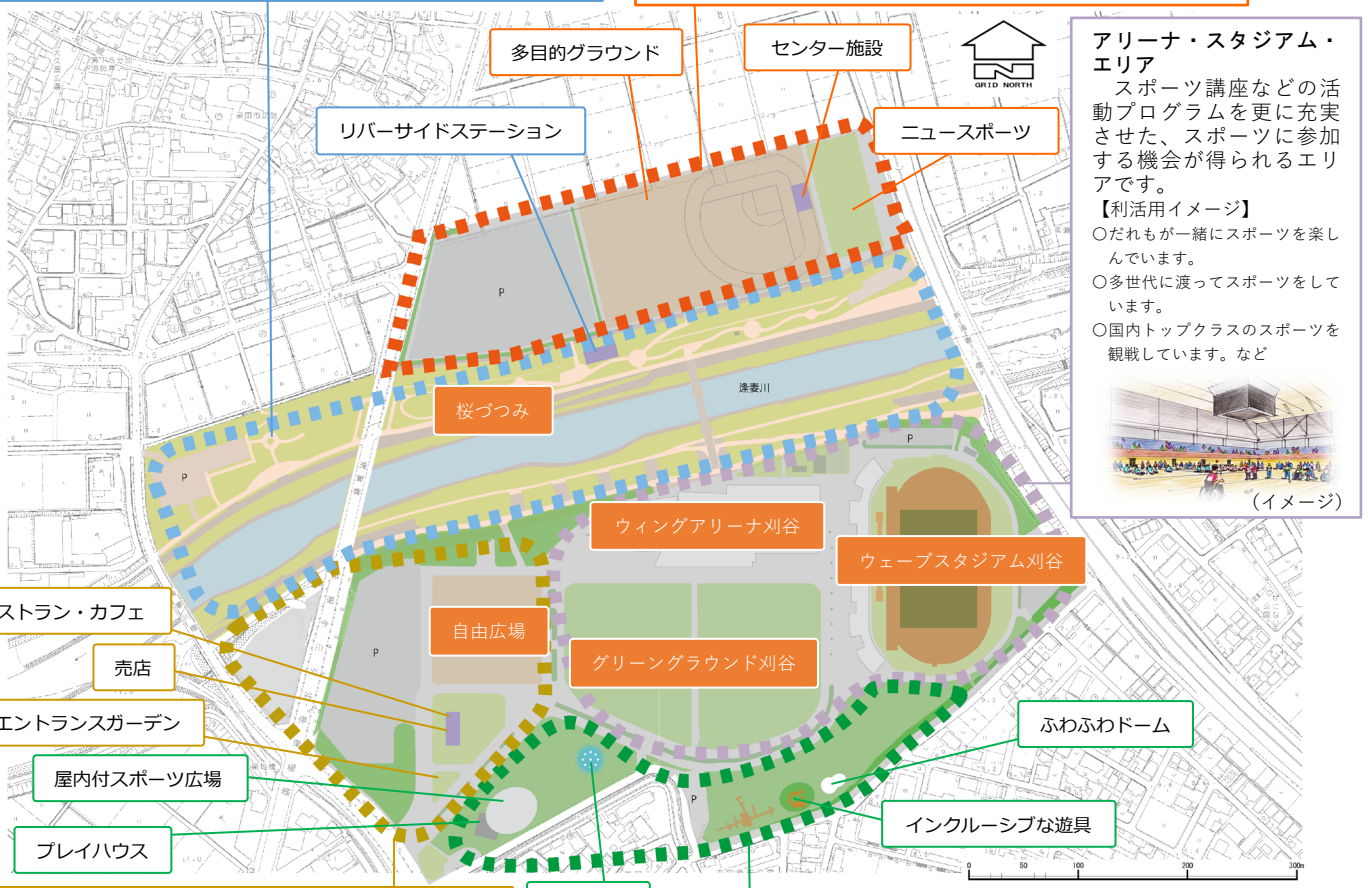 多目的グラウンド
センター施設
GRID NORTH
リバーサイドステーション
ニュースポーツ
アリーナ・スタジアム・
エリア
スポーツ講座などの活
動プログラムを更に充実
させた、スポーツに参加
する機会が得られるエリ
アです。
【利活用イメージ】
○だれもが一緒にスポーツを楽し
んでいます。
○多世代に渡ってスポーツをして
います。
○国内トップクラスのスポーツを
観戦しています。など
(イメージ)
P
桜づつみ
逢妻川
P
P
ウィングアリーナ刈谷
ウェーブスタジアム刈谷
ストラン・カフェ
自由広場
P
グリーングラウンド刈谷
売店
エントランスガーデン
ふわふわドーム
屋内付スポーツ広場
P
インクルーシブな遊具
プレイハウス
0 50 100 200 300m